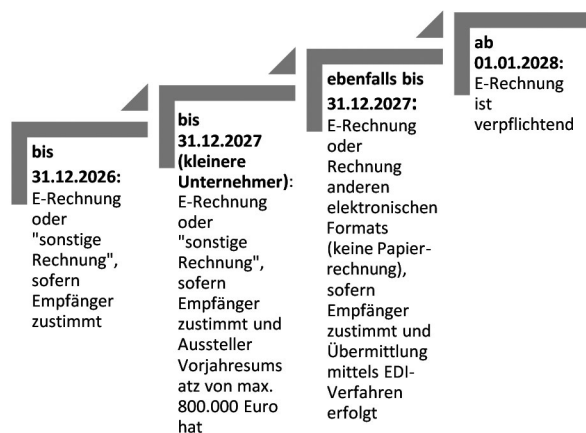 bis
31.12.2026:
E-Rechnung
oder
"sonstige
Rechnung",
sofern
Empfänger
zustimmt
bis
31.12.2027
(kleinere
Unternehmer):
E-Rechnung
oder
"sonstige
Rechnung",
sofern
Empfänger
zustimmt und
Aussteller
Vorjahresums
atz von max.
800.000 Euro
hat
ebenfalls bis
31.12.2027:
E-Rechnung
oder
Rechnung
anderen
elektronischen
Formats
(keine Papier-
rechnung),
sofern
Empfänger
zustimmt und
Übermittlung
mittels EDI-
Verfahren
erfolgt
ab
01.01.2028:
E-Rechnung
ist
verpflichtend